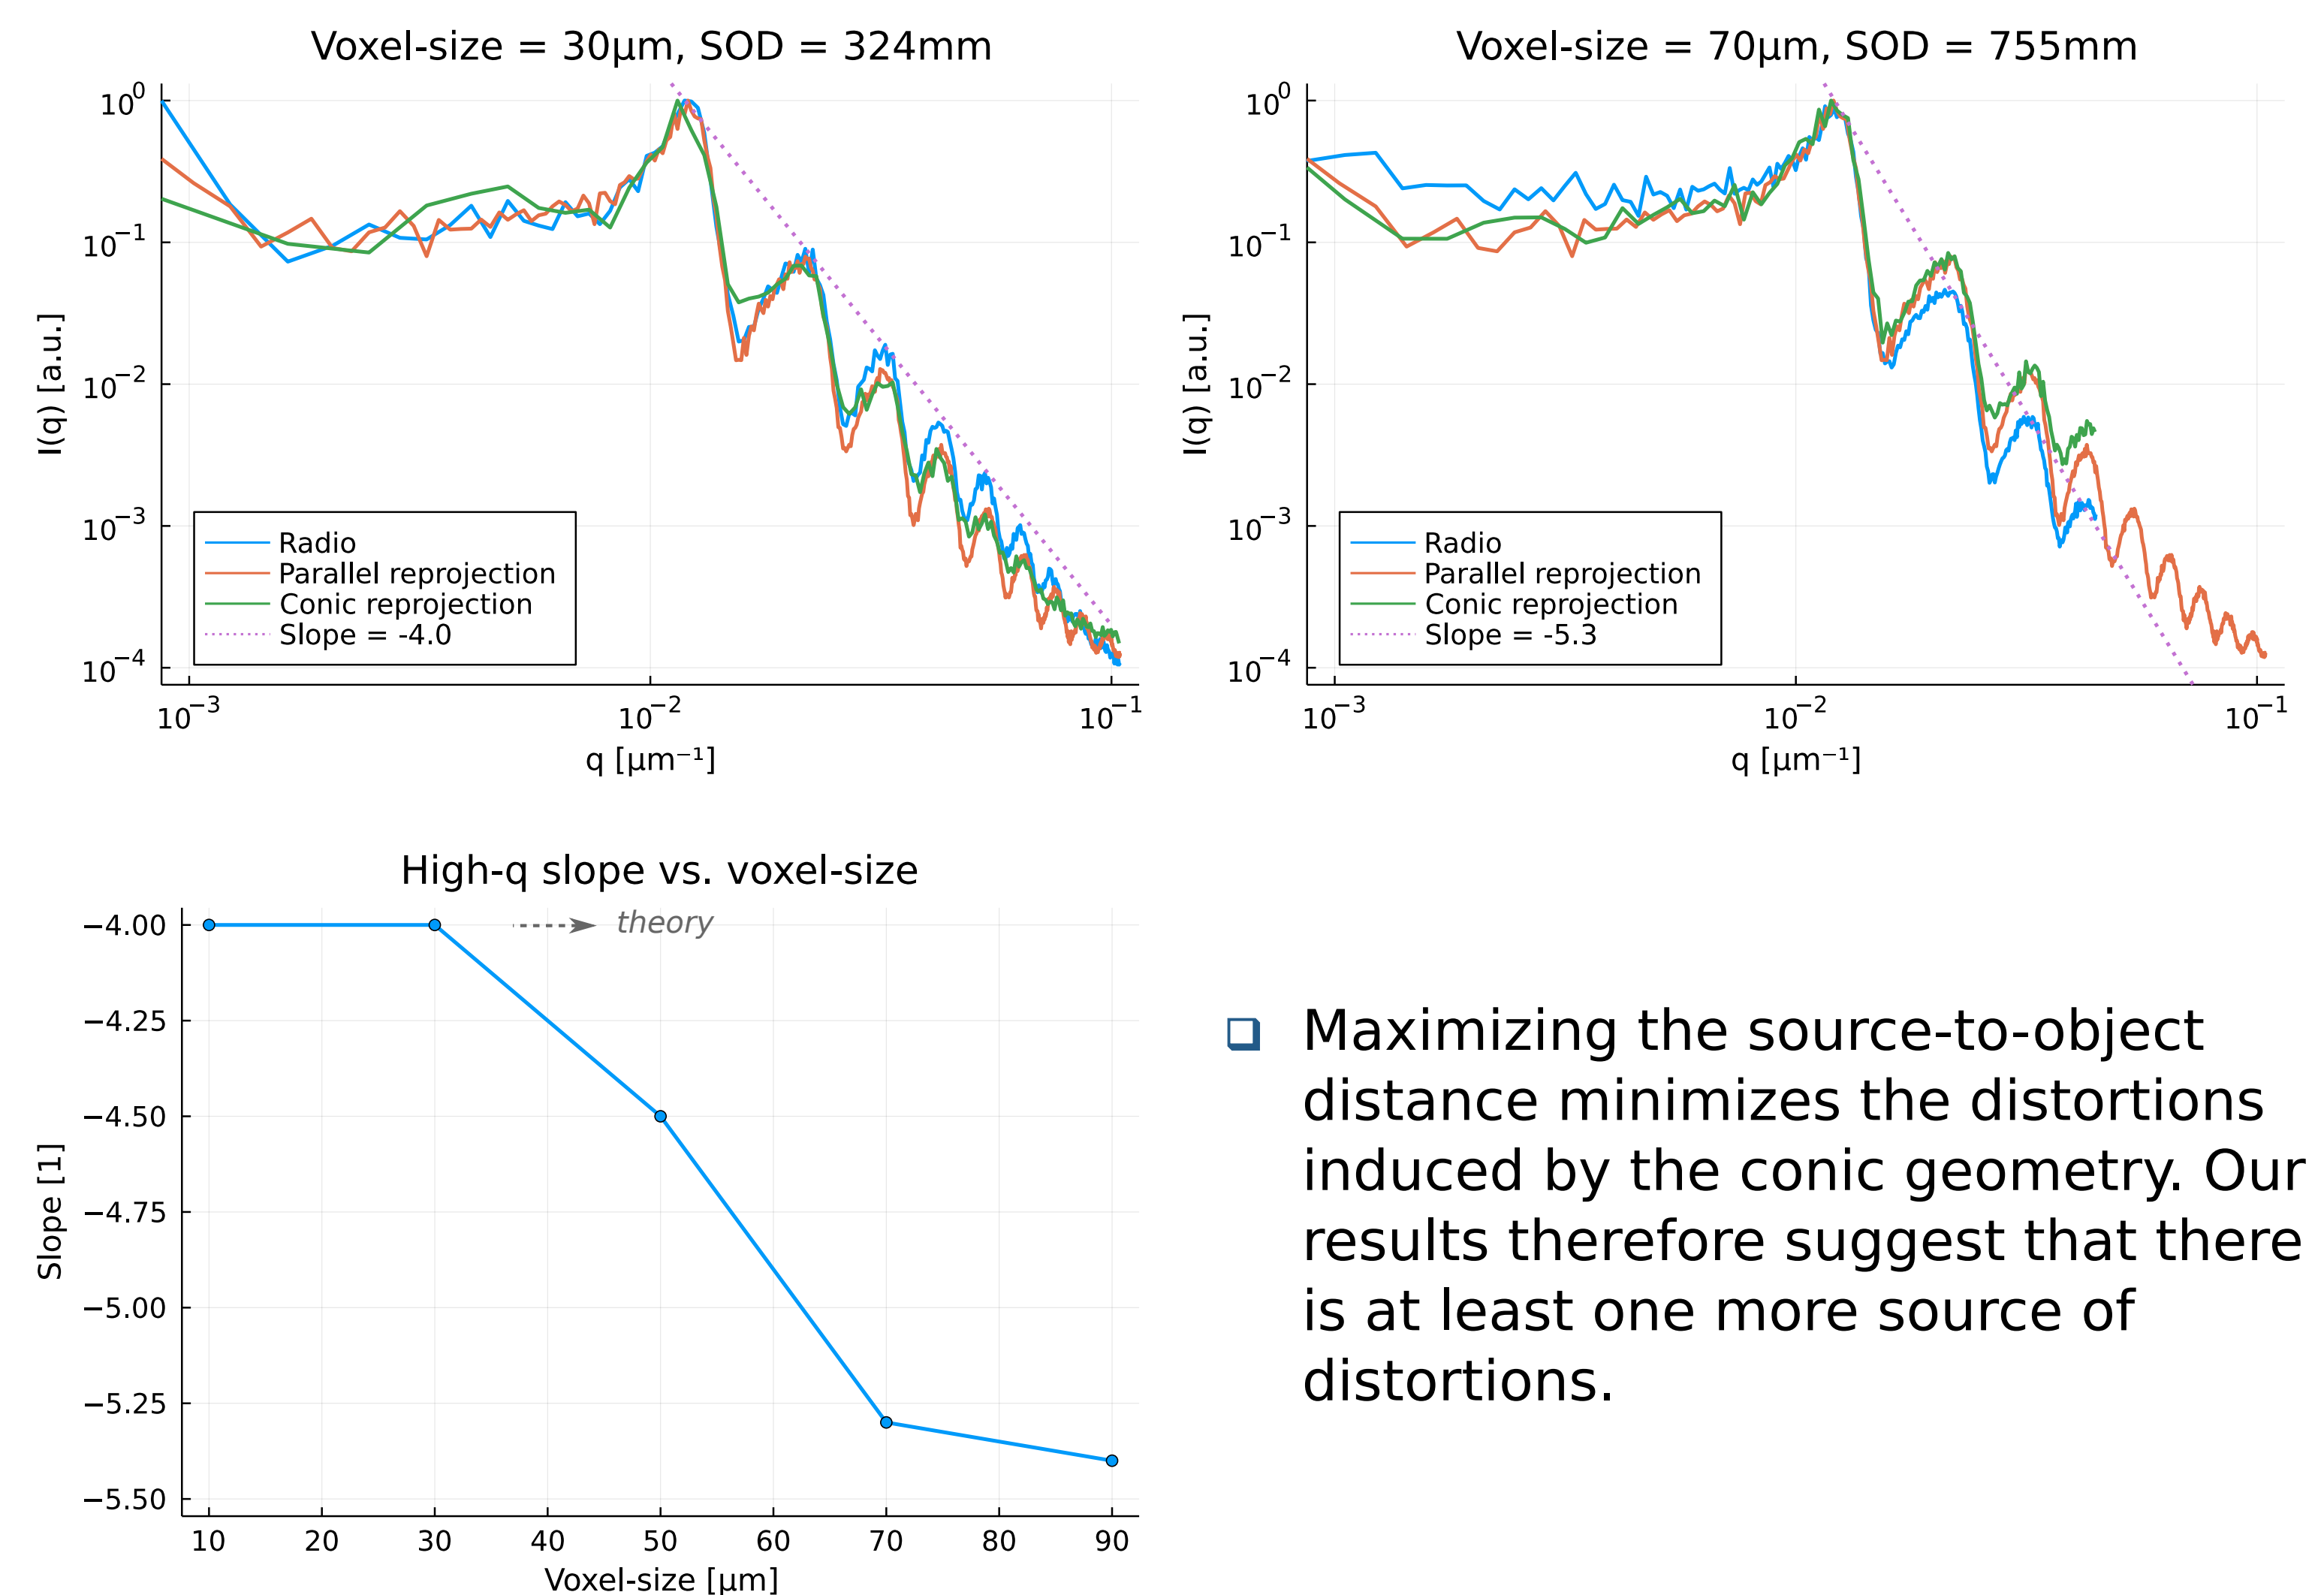 Voxel-size = 30μm, SOD = 324mm
I(q) [a.u.]
10⁰
10⁻¹
10⁻²
10⁻³
10⁻⁴
Radio
Parallel reprojection
Conic reprojection
Slope = -4.0
10⁻³ 10⁻² 10⁻¹
q [μm⁻¹]
Voxel-size = 70μm, SOD = 755mm
I(q) [a.u.]
10⁰
10⁻¹
10⁻²
10⁻³
10⁻⁴
Radio
Parallel reprojection
Conic reprojection
Slope = -5.3
10⁻³ 10⁻² 10⁻¹
q [μm⁻¹]
High-q slope vs. voxel-size
Slope [1]
−4.00
theory
−4.25
−4.50
−4.75
−5.00
−5.25
−5.50
10 20 30 40 50 60 70 80 90
Voxel-size [μm]
❑ Maximizing the source-to-object
distance minimizes the distortions
induced by the conic geometry. Our
results therefore suggest that there
is at least one more source of
distortions.